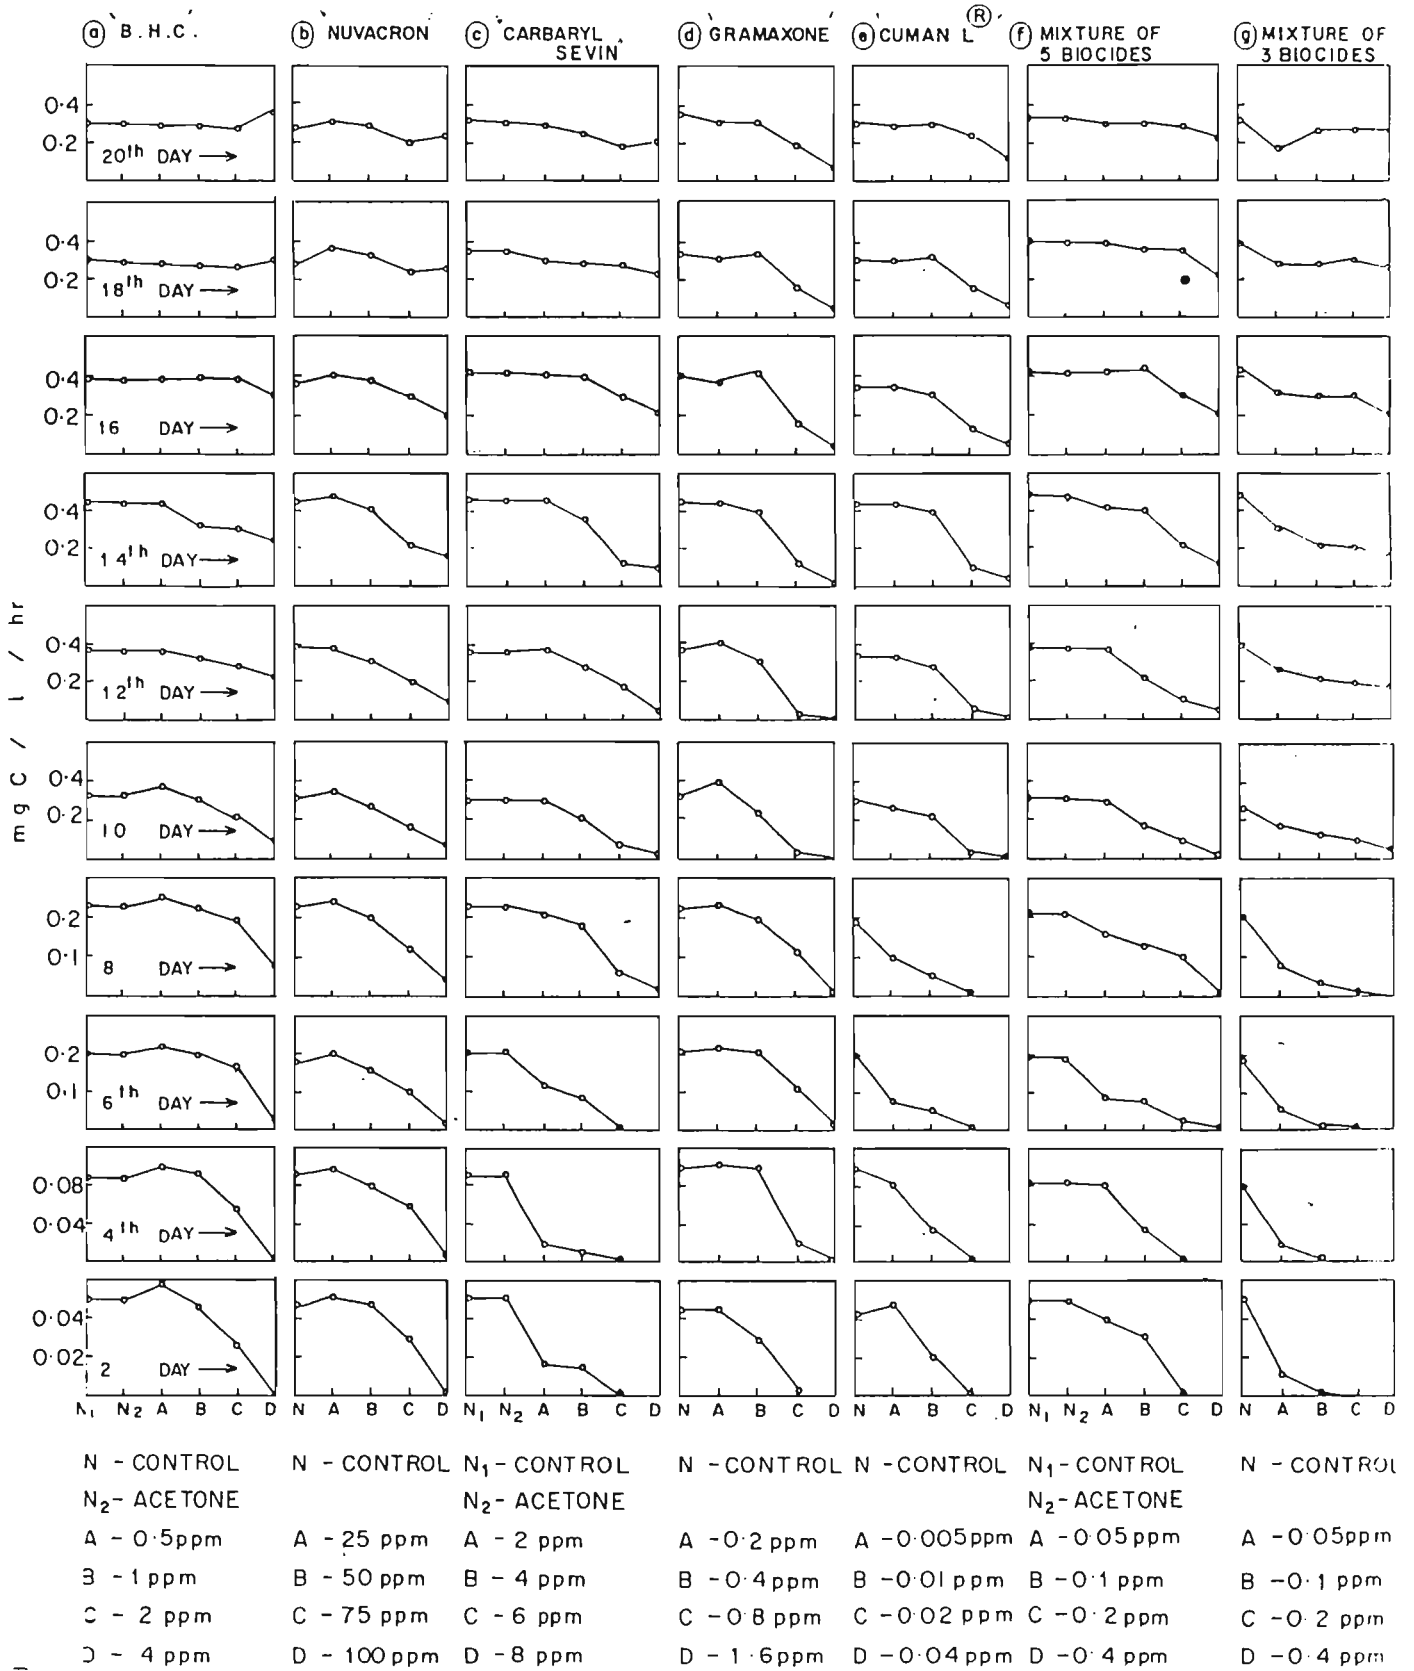 ⓐ 'B.H.C'.
ⓑ 'NUVACRON'
ⓒ 'CARBARYL
SEVIN'
ⓓ 'GRAMAXONE'
ⓔ 'CUMAN L' ®
ⓕ MIXTURE OF
5 BIOCIDES
ⓖ MIXTURE OF
3 BIOCIDES
mg C / l / hr
0·4
0·2
20th DAY →
0·4
0·2
18th DAY →
0·4
0·2
16 DAY →
0·4
0·2
14th DAY →
0·4
0·2
12th DAY →
0·4
0·2
10 DAY →
0·2
0·1
8 DAY →
0·2
0·1
6th DAY →
0·08
0·04
4th DAY →
0·04
0·02
2 DAY →
N1 N2 A B C D
N A B C D
N1 N2 A B C D
N A B C D
N A B C D
N1 N2 A B C D
N A B C D
N - CONTROL
N2 - ACETONE
A - 0·5ppm
B - 1 ppm
C - 2 ppm
D - 4 ppm
N - CONTROL
A - 25 ppm
B - 50 ppm
C - 75 ppm
D - 100 ppm
N1 - CONTROL
N2 - ACETONE
A - 2 ppm
B - 4 ppm
C - 6 ppm
D - 8 ppm
N - CONTROL
A - 0·2 ppm
B - 0·4 ppm
C - 0·8 ppm
D - 1·6 ppm
N - CONTROL
A - 0·005 ppm
B - 0·01 ppm
C - 0·02 ppm
D - 0·04 ppm
N1 - CONTROL
N2 - ACETONE
A - 0·05 ppm
B - 0·1 ppm
C - 0·2 ppm
D - 0·4 ppm
N - CONTROL
A - 0·05 ppm
B - 0·1 ppm
C - 0·2 ppm
D - 0·4 ppm